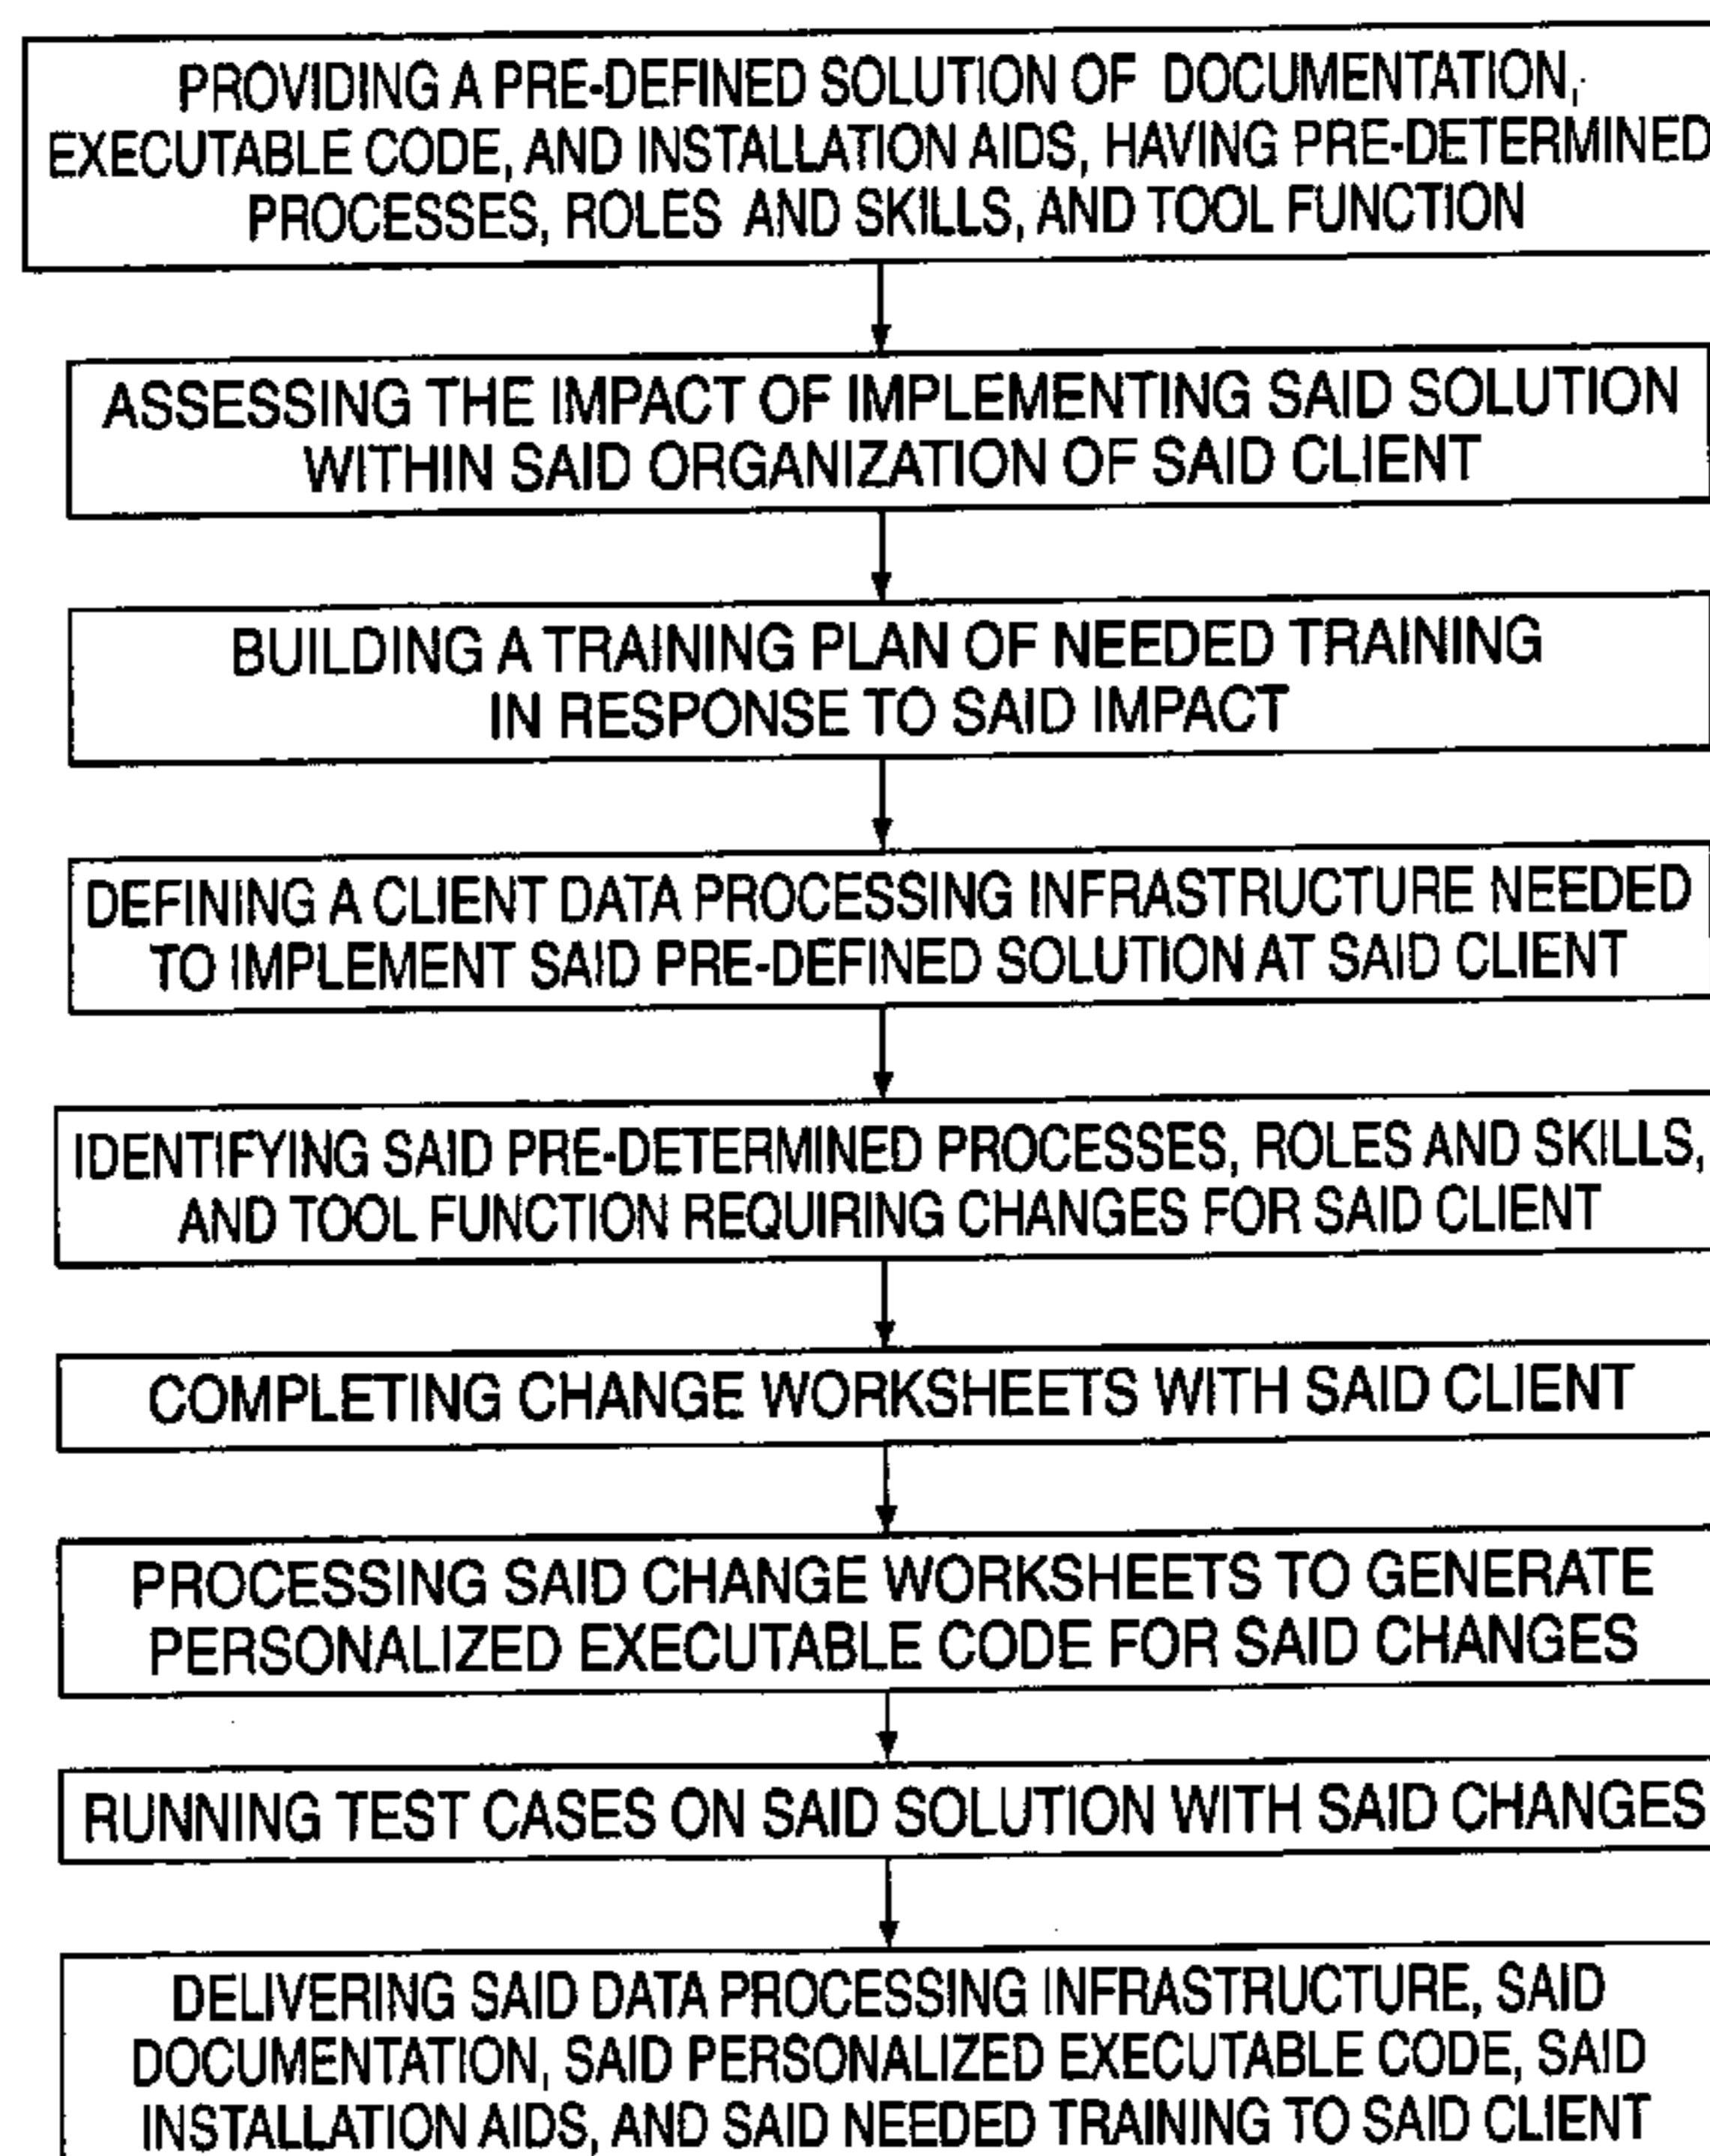 PROVIDING A PRE-DEFINED SOLUTION OF DOCUMENTATION,
EXECUTABLE CODE, AND INSTALLATION AIDS, HAVING PRE-DETERMINED
PROCESSES, ROLES AND SKILLS, AND TOOL FUNCTION
ASSESSING THE IMPACT OF IMPLEMENTING SAID SOLUTION
WITHIN SAID ORGANIZATION OF SAID CLIENT
BUILDING A TRAINING PLAN OF NEEDED TRAINING
IN RESPONSE TO SAID IMPACT
DEFINING A CLIENT DATA PROCESSING INFRASTRUCTURE NEEDED
TO IMPLEMENT SAID PRE-DEFINED SOLUTION AT SAID CLIENT
IDENTIFYING SAID PRE-DETERMINED PROCESSES, ROLES AND SKILLS,
AND TOOL FUNCTION REQUIRING CHANGES FOR SAID CLIENT
COMPLETING CHANGE WORKSHEETS WITH SAID CLIENT
PROCESSING SAID CHANGE WORKSHEETS TO GENERATE
PERSONALIZED EXECUTABLE CODE FOR SAID CHANGES
RUNNING TEST CASES ON SAID SOLUTION WITH SAID CHANGES
DELIVERING SAID DATA PROCESSING INFRASTRUCTURE, SAID
DOCUMENTATION, SAID PERSONALIZED EXECUTABLE CODE, SAID
INSTALLATION AIDS, AND SAID NEEDED TRAINING TO SAID CLIENT